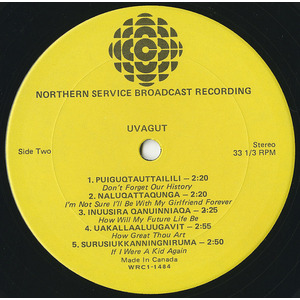 NORTHERN SERVICE BROADCAST RECORDING
UVAGUT
Side Two
Stereo
33 1/3 RPM
1. PUIGUQTAUTTAILILI — 2:20
Don't Forget Our History
2. NALUQATTAQUNGA — 2:20
I'm Not Sure I'll Be With My Girlfriend Forever
3. INUUSIRA QANUINNIAQA — 3:25
How Will My Future Life Be
4. UAKALLAALUUGAVIT — 2:55
How Great Thou Art
5. SURUSIUKKANNINGNIRUMA — 2:50
If I Were A Kid Again
Made In Canada
WRC1-1484